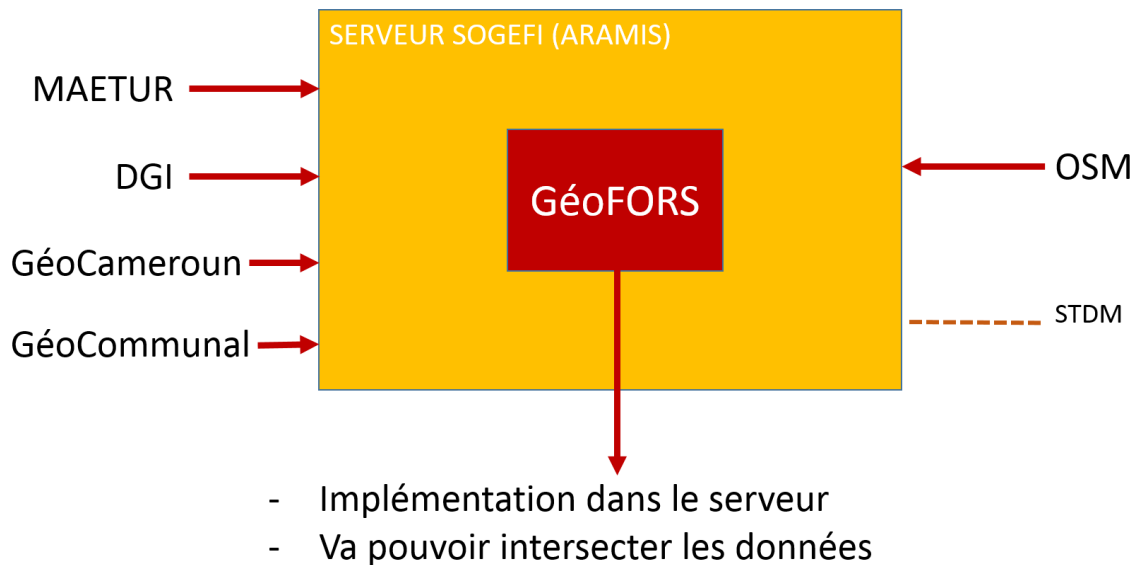 SERVEUR SOGEFI (ARAMIS)
MAETUR
DGI
GéoCameroun
GéoCommunal
GéoFORS
OSM
STDM
- Implémentation dans le serveur
- Va pouvoir intersecter les données